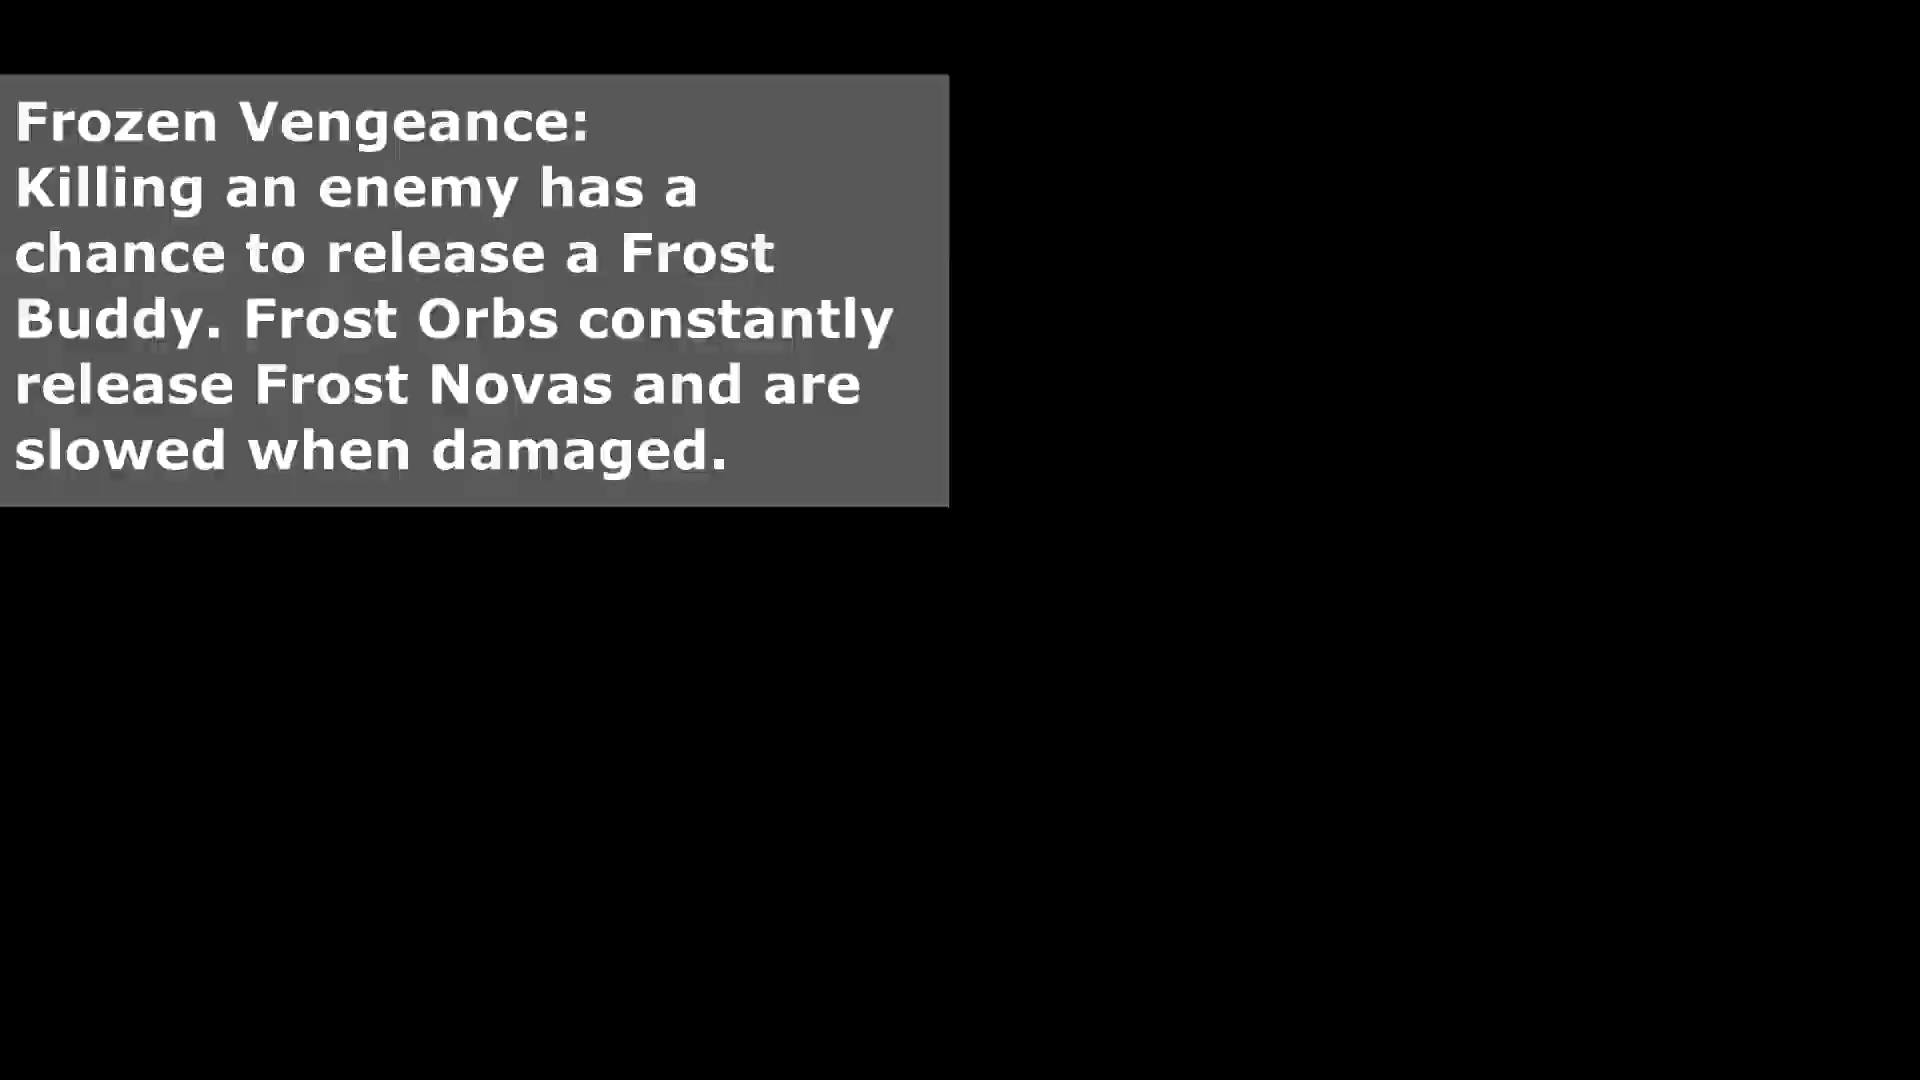 Frozen Vengeance:
Killing an enemy has a
chance to release a Frost
Buddy. Frost Orbs constantly
release Frost Novas and are
slowed when damaged.